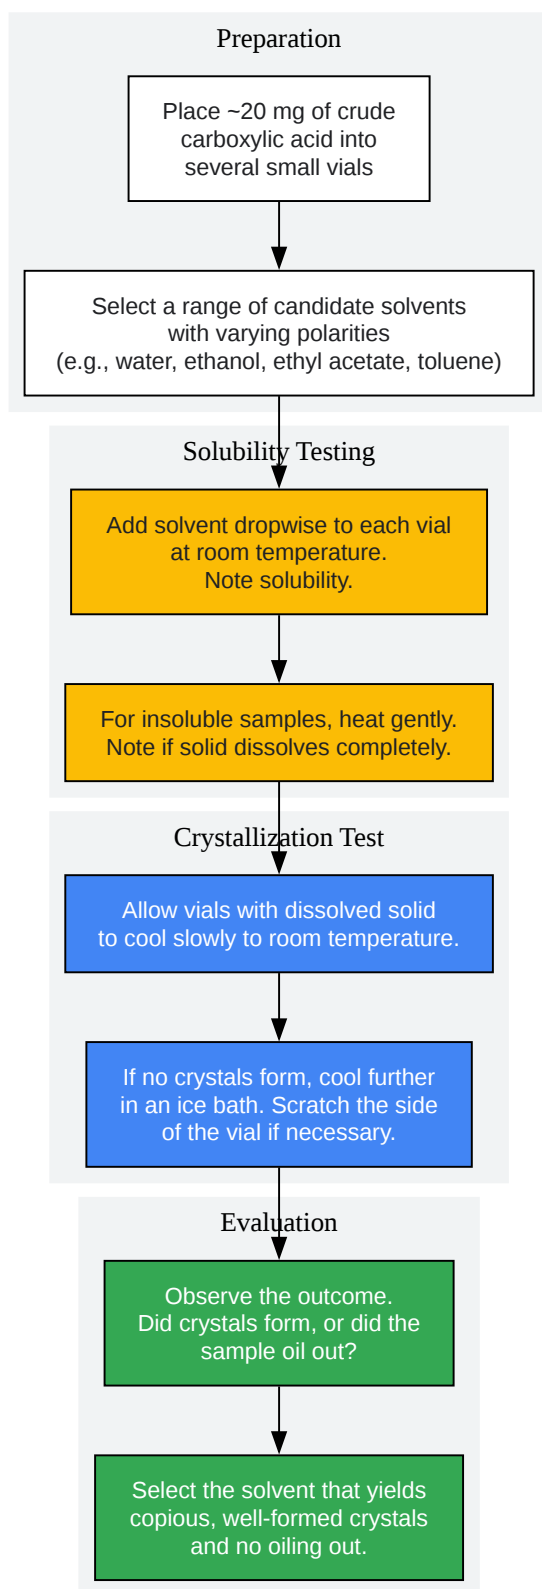 Preparation
Place ~20 mg of crude
carboxylic acid into
several small vials
Select a range of candidate solvents
with varying polarities
(e.g., water, ethanol, ethyl acetate, toluene)
Solubility Testing
Add solvent dropwise to each vial
at room temperature.
Note solubility.
For insoluble samples, heat gently.
Note if solid dissolves completely.
Crystallization Test
Allow vials with dissolved solid
to cool slowly to room temperature.
If no crystals form, cool further
in an ice bath. Scratch the side
of the vial if necessary.
Evaluation
Observe the outcome.
Did crystals form, or did the
sample oil out?
Select the solvent that yields
copious, well-formed crystals
and no oiling out.